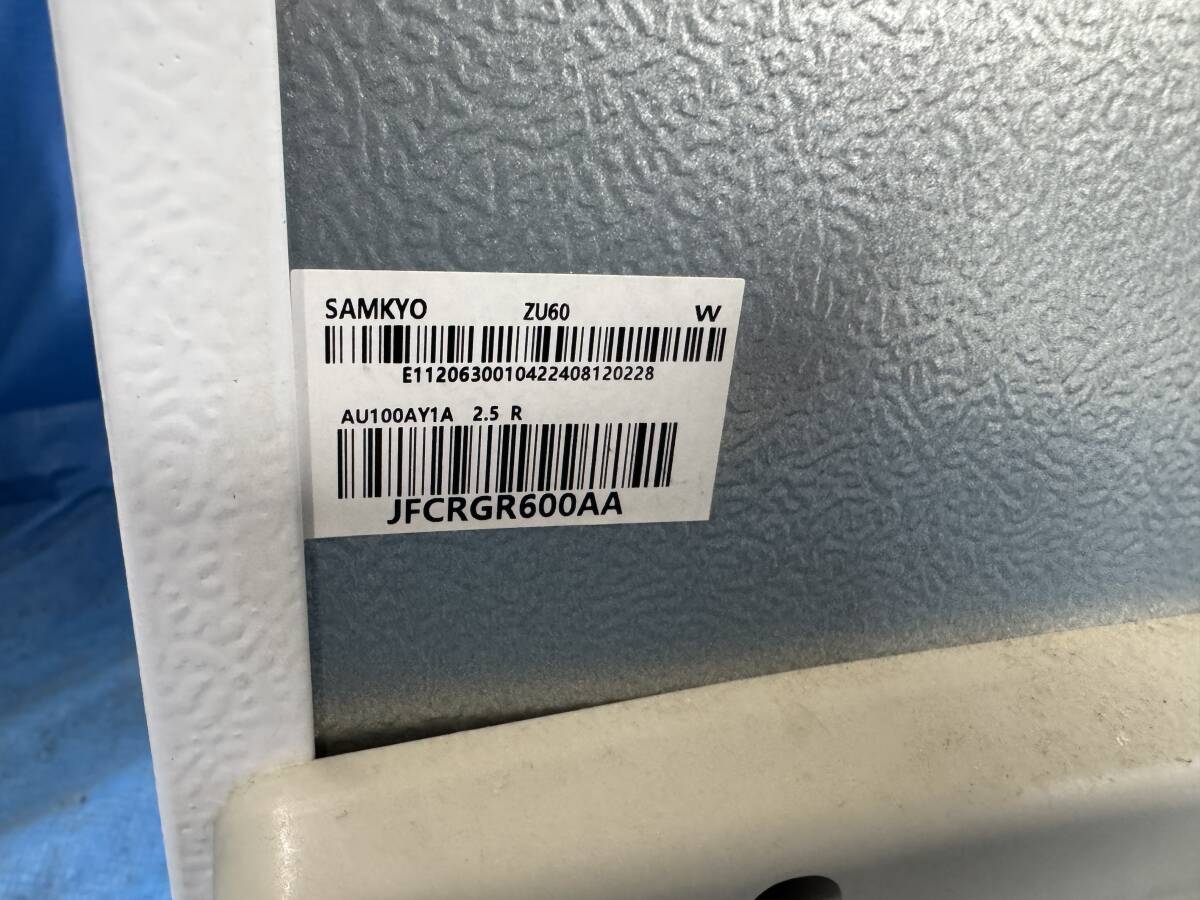 SAMKYO ZU60 W
E1120630010422408120228
AU100AY1A 2.5 R
JFCRGR600AA